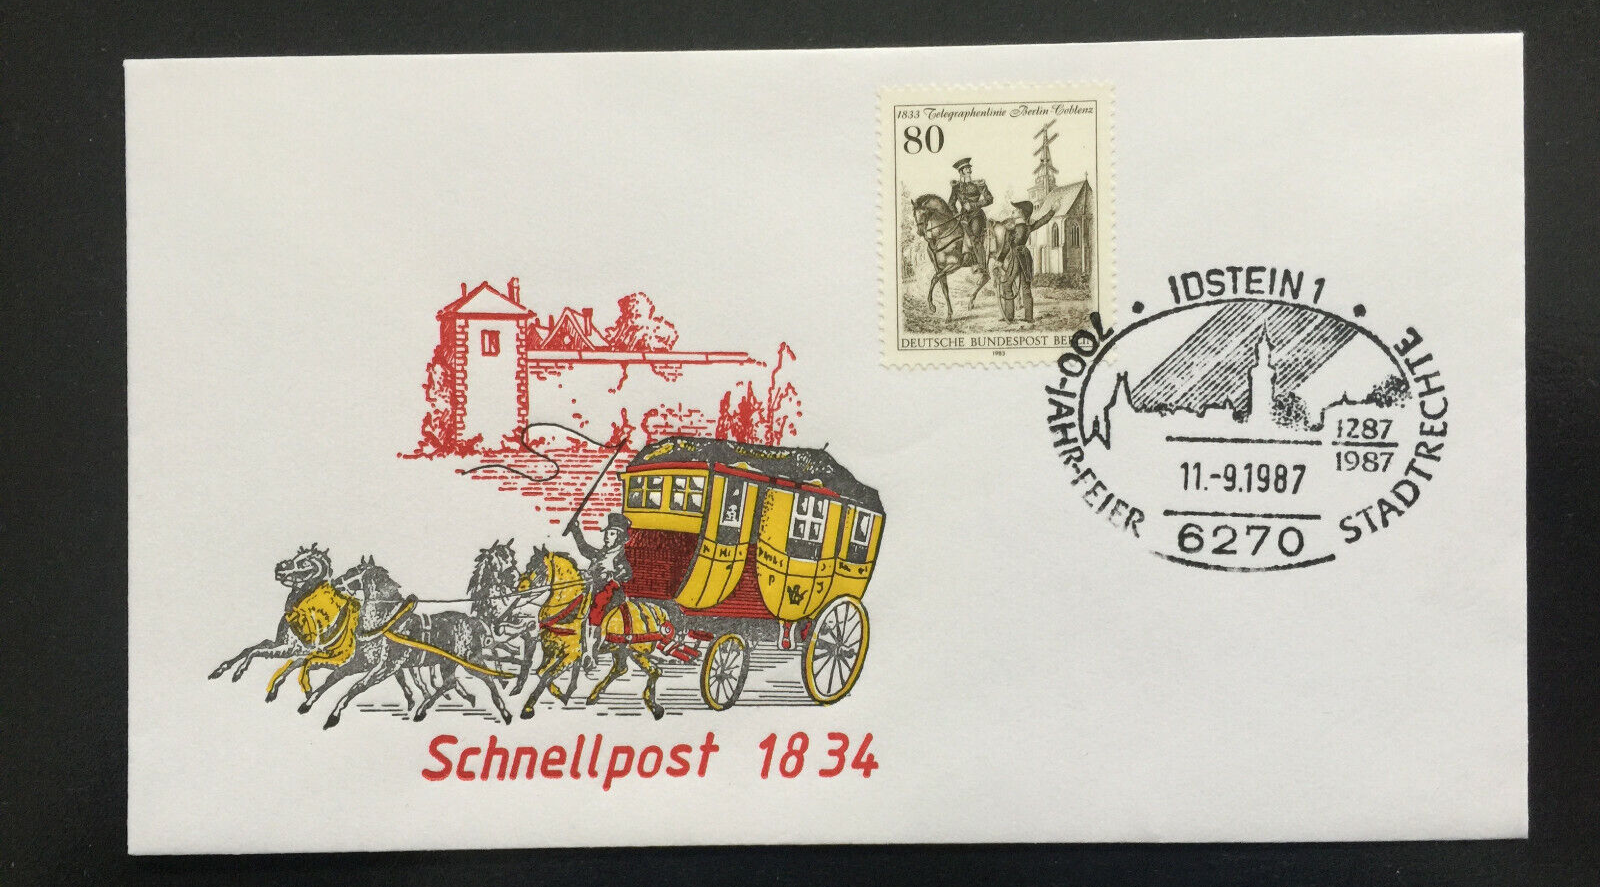 1833 Telegraphenlinie Berlin-Coblenz
80
DEUTSCHE BUNDESPOST BERLIN
1983
IDSTEIN 1
700-JAHR-FEIER
STADTRECHTE
1287
1987
11.-9.1987
6270
Schnellpost 1834